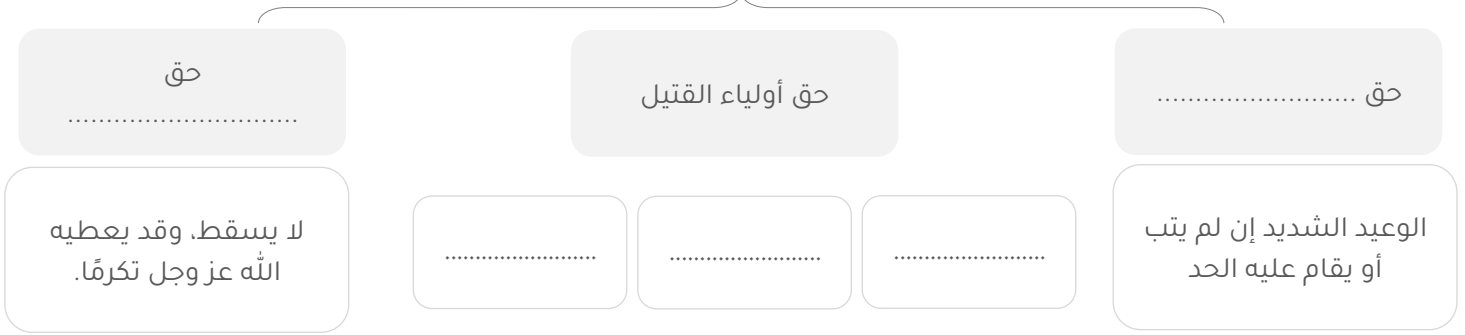 حق ..........................
حق أولياء القتيل
حق
..............................
الوعيد الشديد إن لم يتب
أو يقام عليه الحد
.........................
.........................
.........................
لا يسقط، وقد يعطيه
الله عز وجل تكرمًا.